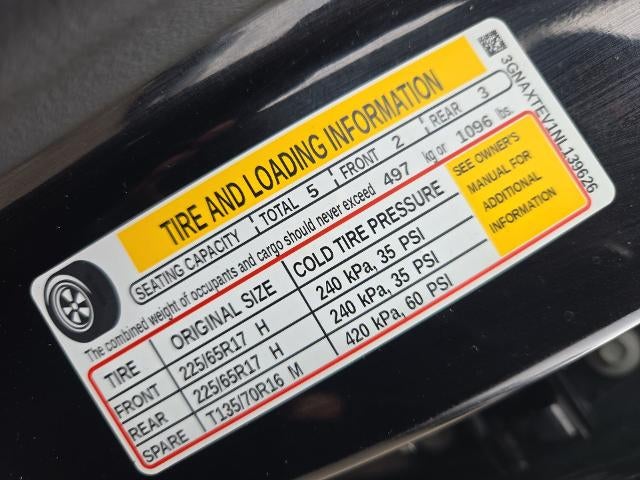 3GNAXTEV1NL139626
TIRE AND LOADING INFORMATION
SEATING CAPACITY TOTAL 5 FRONT 2 REAR 3
The combined weight of occupants and cargo should never exceed 497 kg or 1096 lbs.
TIRE ORIGINAL SIZE COLD TIRE PRESSURE
FRONT 225/65R17 H 240 kPa, 35 PSI
REAR 225/65R17 H 240 kPa, 35 PSI
SPARE T135/70R16 M 420 kPa, 60 PSI
SEE OWNER'S
MANUAL FOR
ADDITIONAL
INFORMATION